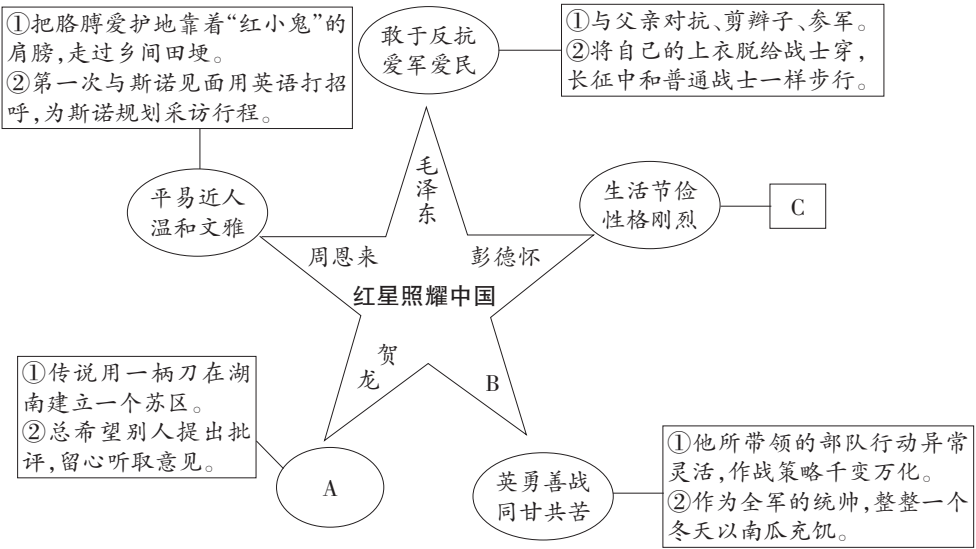 ①把胳膊爱护地靠着“红小鬼”的
肩膀,走过乡间田埂。
②第一次与斯诺见面用英语打招
呼,为斯诺规划采访行程。
敢于反抗
爱军爱民
①与父亲对抗、剪辫子、参军。
②将自己的上衣脱给战士穿,
长征中和普通战士一样步行。
平易近人
温和文雅
毛泽东
生活节俭
性格刚烈
C
周恩来
彭德怀
红星照耀中国
贺龙
B
①传说用一柄刀在湖
南建立一个苏区。
②总希望别人提出批
评,留心听取意见。
A
英勇善战
同甘共苦
①他所带领的部队行动异常
灵活,作战策略千变万化。
②作为全军的统帅,整整一个
冬天以南瓜充饥。